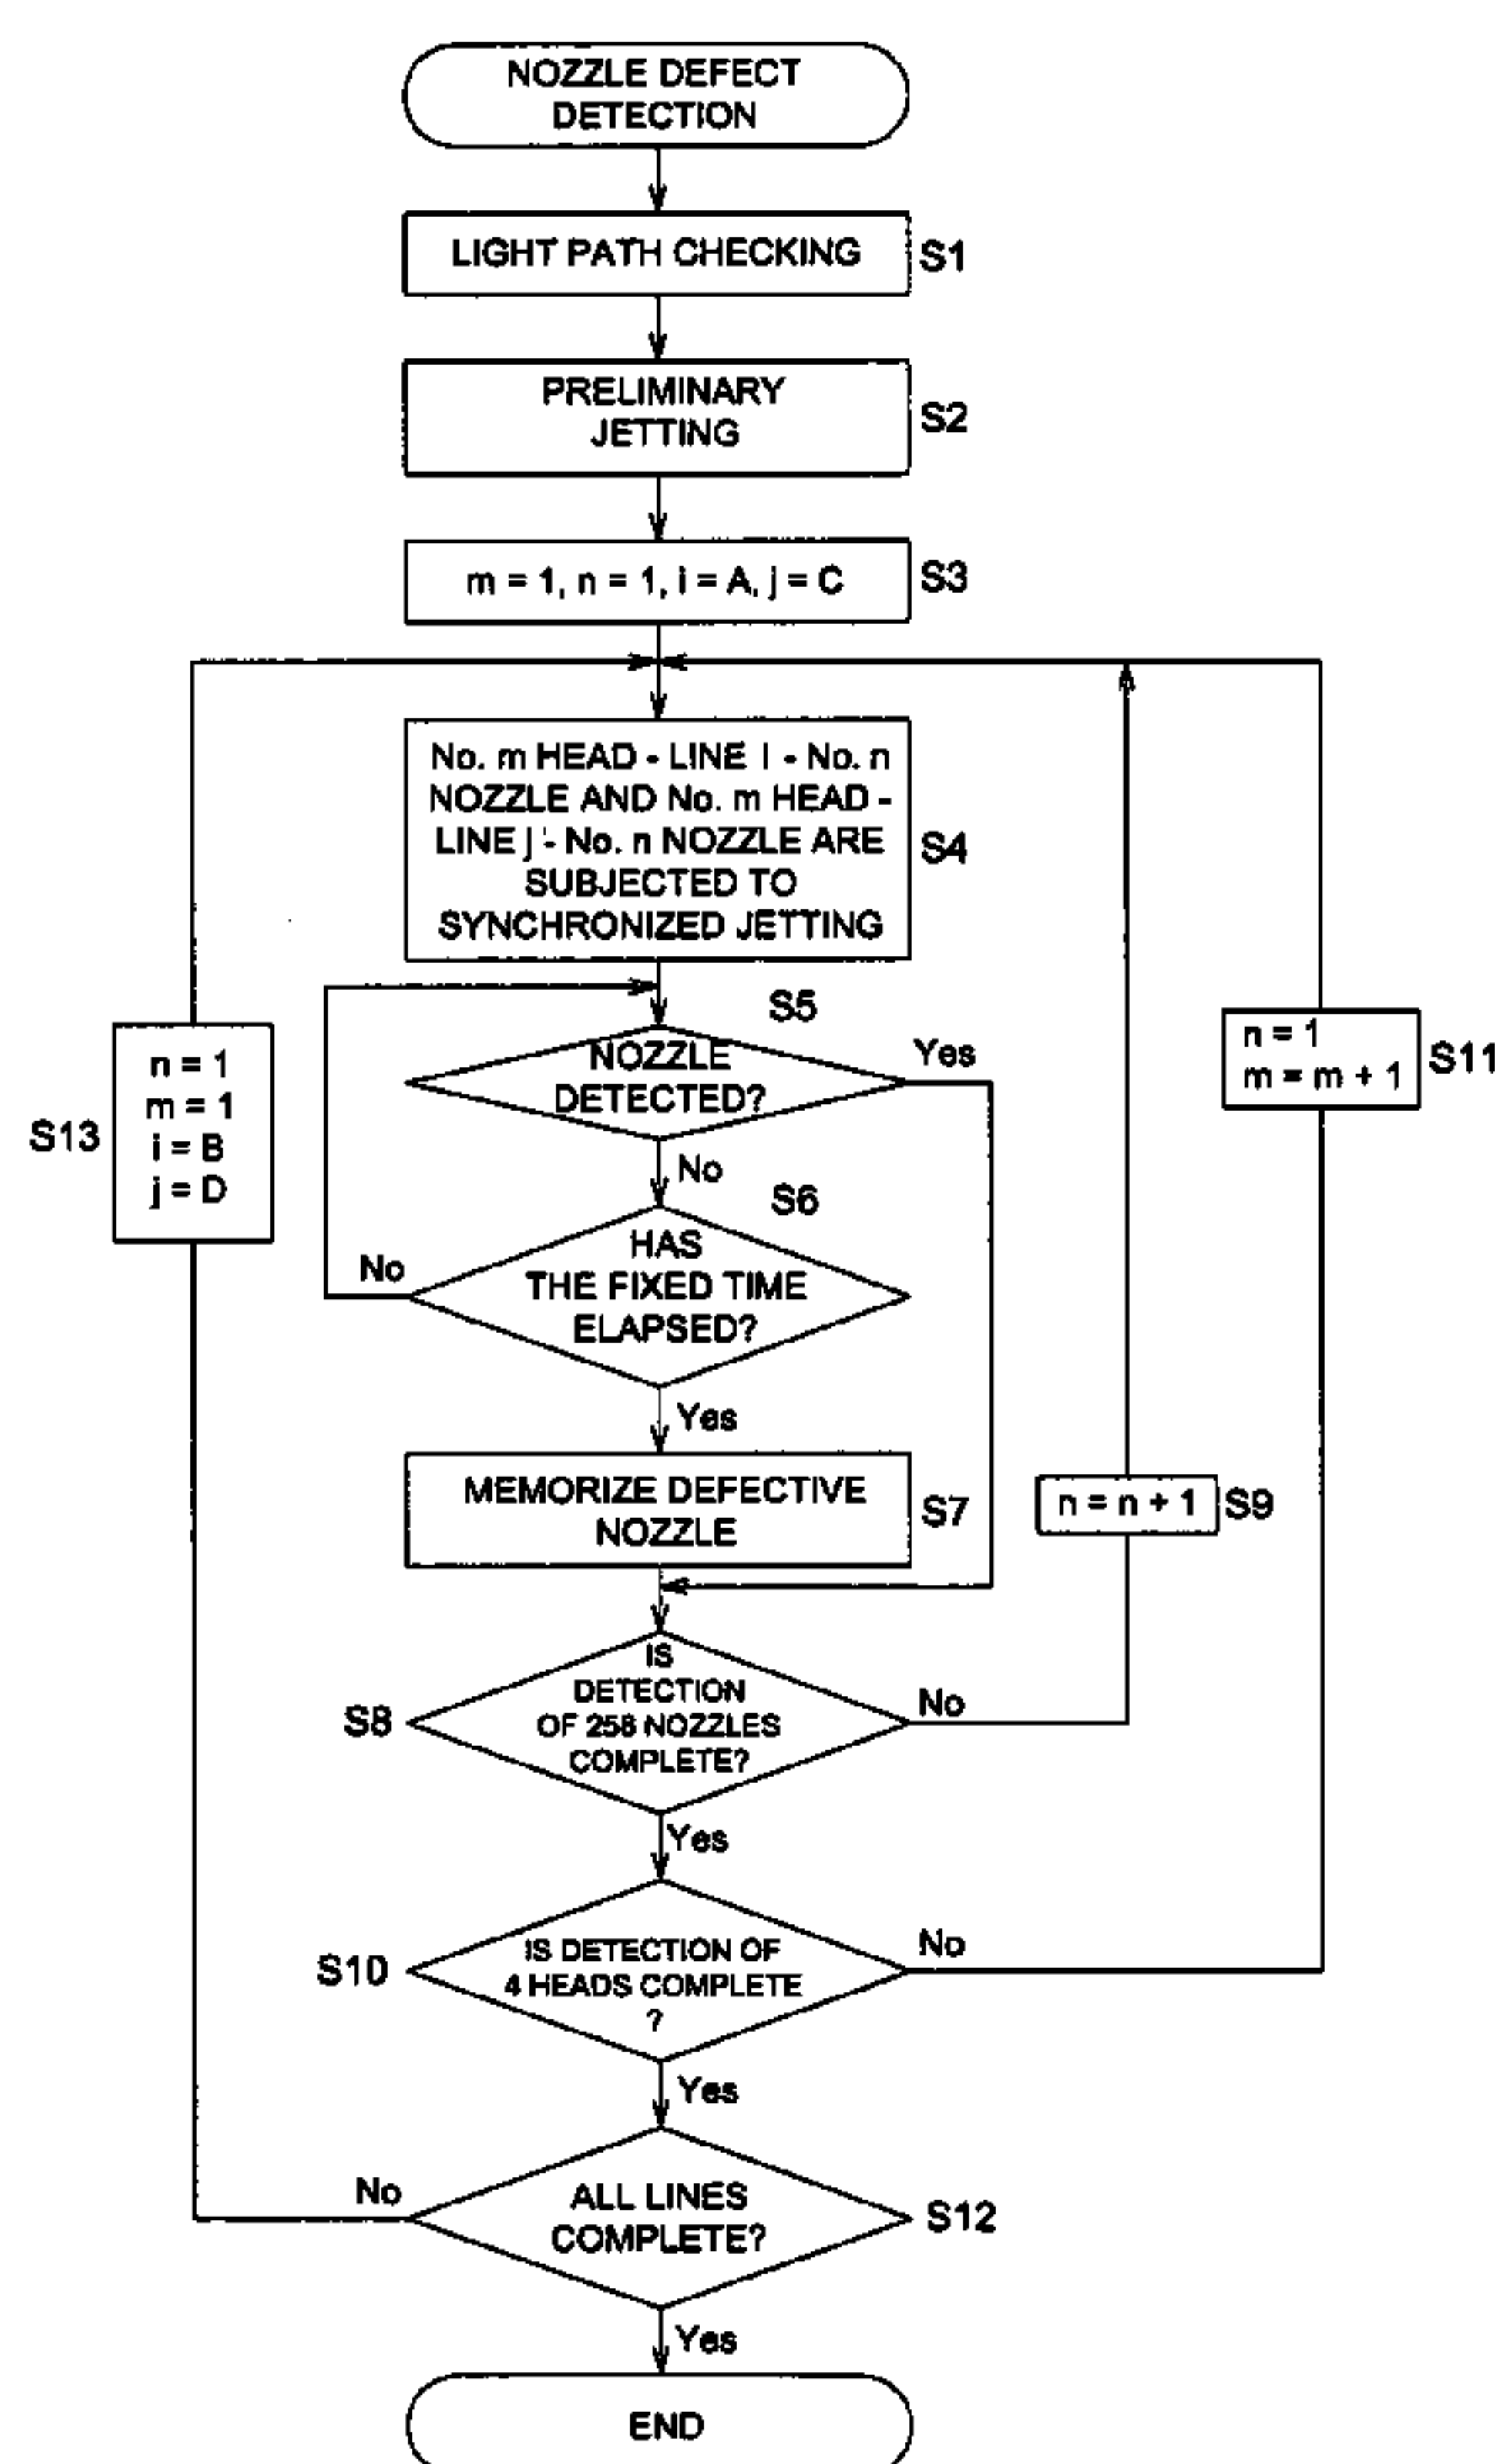 NOZZLE DEFECT
DETECTION
LIGHT PATH CHECKING
S1
PRELIMINARY
JETTING
S2
m = 1, n = 1, i = A, j = C
S3
No. m HEAD - LINE i - No. n
NOZZLE AND No. m HEAD -
LINE j - No. n NOZZLE ARE
SUBJECTED TO
SYNCHRONIZED JETTING
S4
S5
NOZZLE
DETECTED?
Yes
No
n = 1
m = m + 1
S11
n = 1
m = 1
i = B
j = D
S13
S6
HAS
THE FIXED TIME
ELAPSED?
No
Yes
MEMORIZE DEFECTIVE
NOZZLE
S7
n = n + 1
S9
IS
DETECTION
OF 256 NOZZLES
COMPLETE?
S8
No
Yes
IS DETECTION OF
4 HEADS COMPLETE
?
S10
No
Yes
ALL LINES
COMPLETE?
No
S12
Yes
END